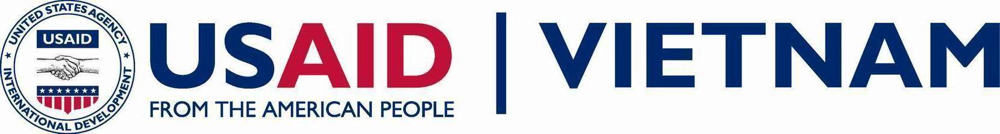 UNITED STATES AGENCY
USAID
INTERNATIONAL DEVELOPMENT
USAID
FROM THE AMERICAN PEOPLE
VIETNAM